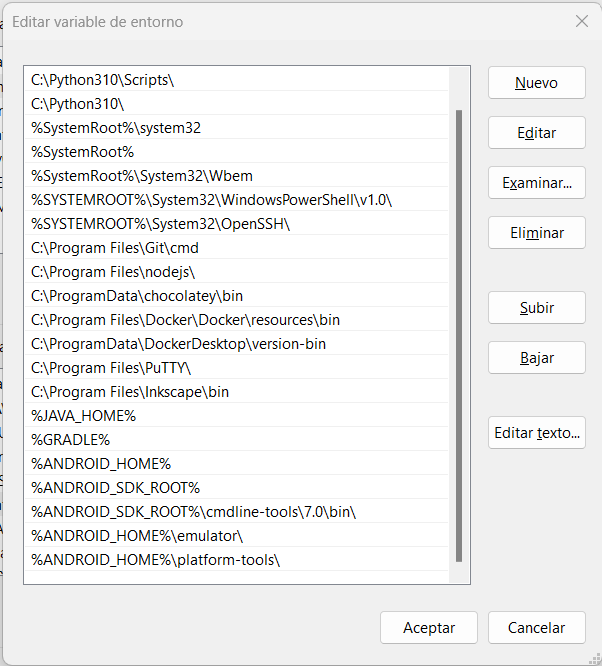 Editar variable de entorno
C:\Python310\Scripts\
C:\Python310\
%SystemRoot%\system32
%SystemRoot%
%SystemRoot%\System32\Wbem
%SYSTEMROOT%\System32\WindowsPowerShell\v1.0\
%SYSTEMROOT%\System32\OpenSSH\
C:\Program Files\Git\cmd
C:\Program Files\nodejs\
C:\ProgramData\chocolatey\bin
C:\Program Files\Docker\Docker\resources\bin
C:\ProgramData\DockerDesktop\version-bin
C:\Program Files\PuTTY\
C:\Program Files\Inkscape\bin
%JAVA_HOME%
%GRADLE%
%ANDROID_HOME%
%ANDROID_SDK_ROOT%
%ANDROID_SDK_ROOT%\cmdline-tools\7.0\bin\
%ANDROID_HOME%\emulator\
%ANDROID_HOME%\platform-tools\
Nuevo
Editar
Examinar...
Eliminar
Subir
Bajar
Editar texto...
Aceptar
Cancelar